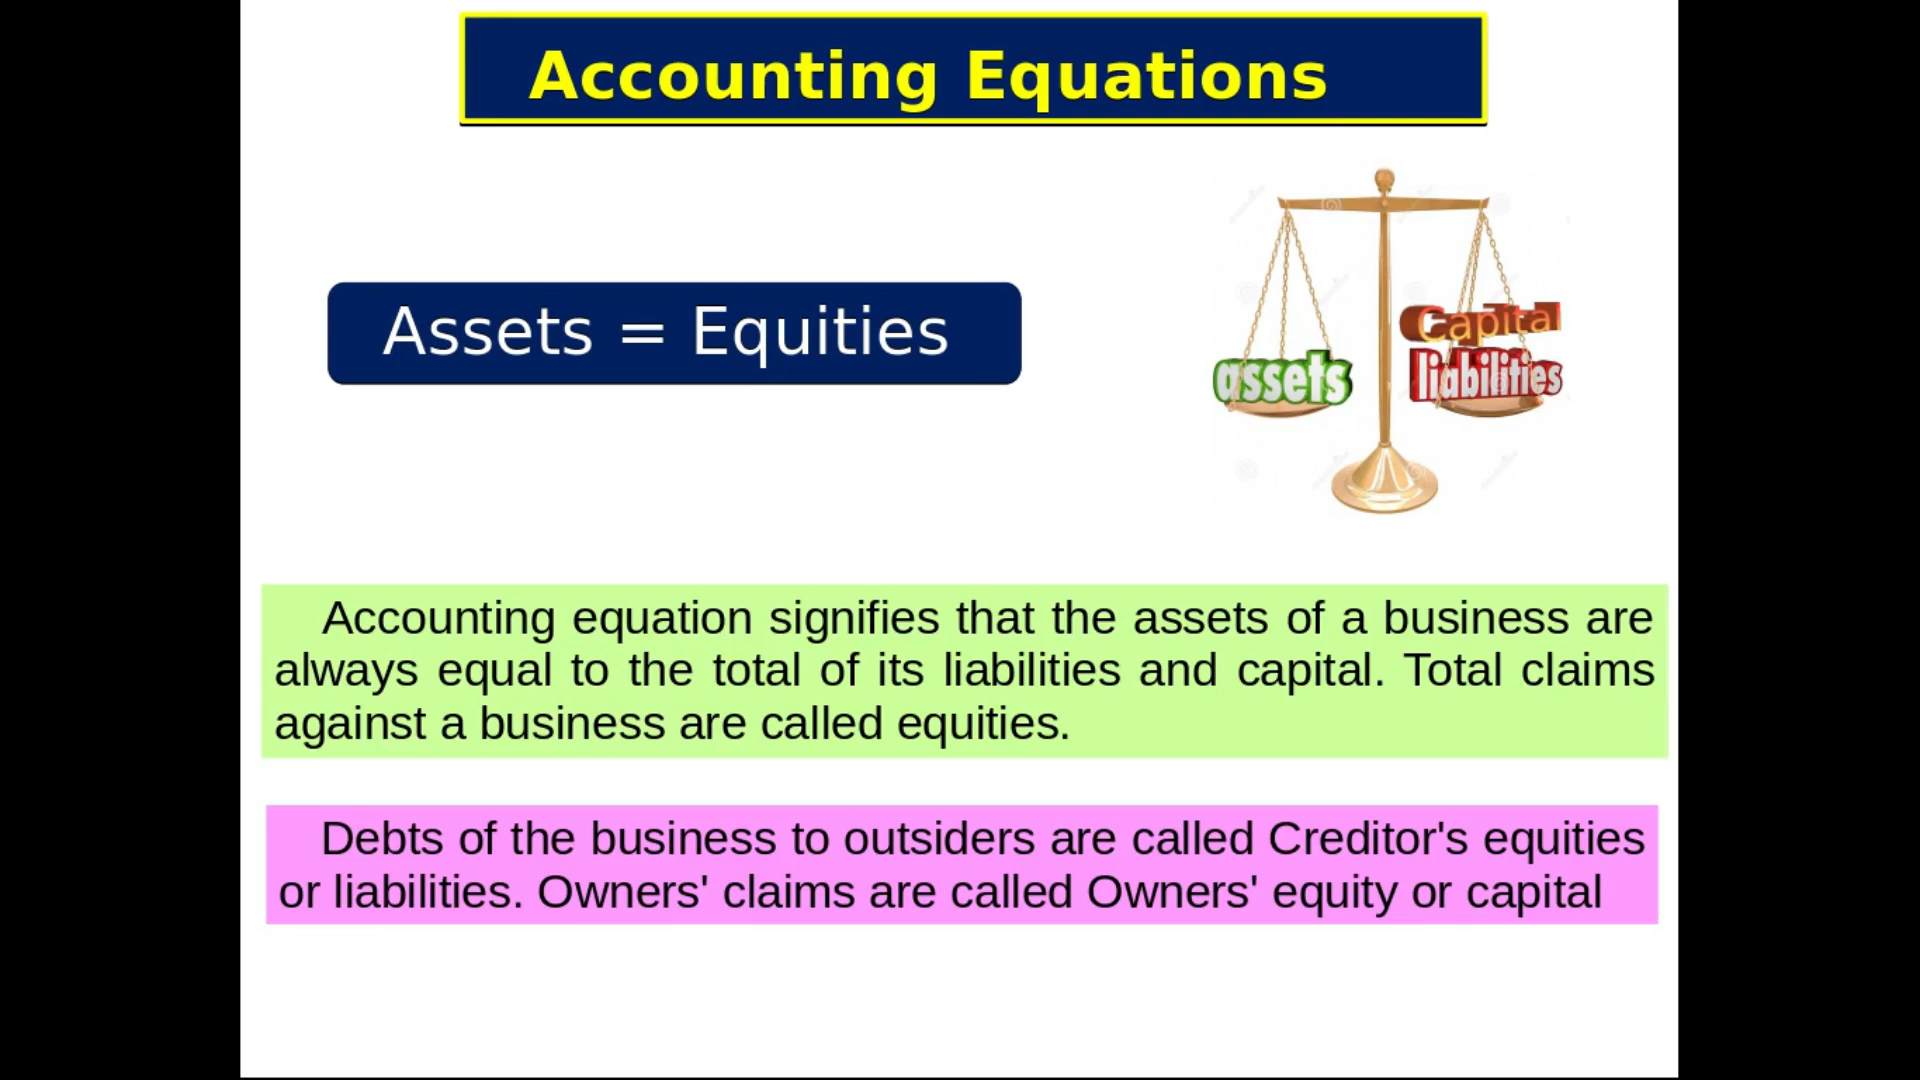 Accounting Equations
Assets = Equities
Capital
assets
liabilities
Accounting equation signifies that the assets of a business are
always equal to the total of its liabilities and capital. Total claims
against a business are called equities.
Debts of the business to outsiders are called Creditor's equities
or liabilities. Owners' claims are called Owners' equity or capital